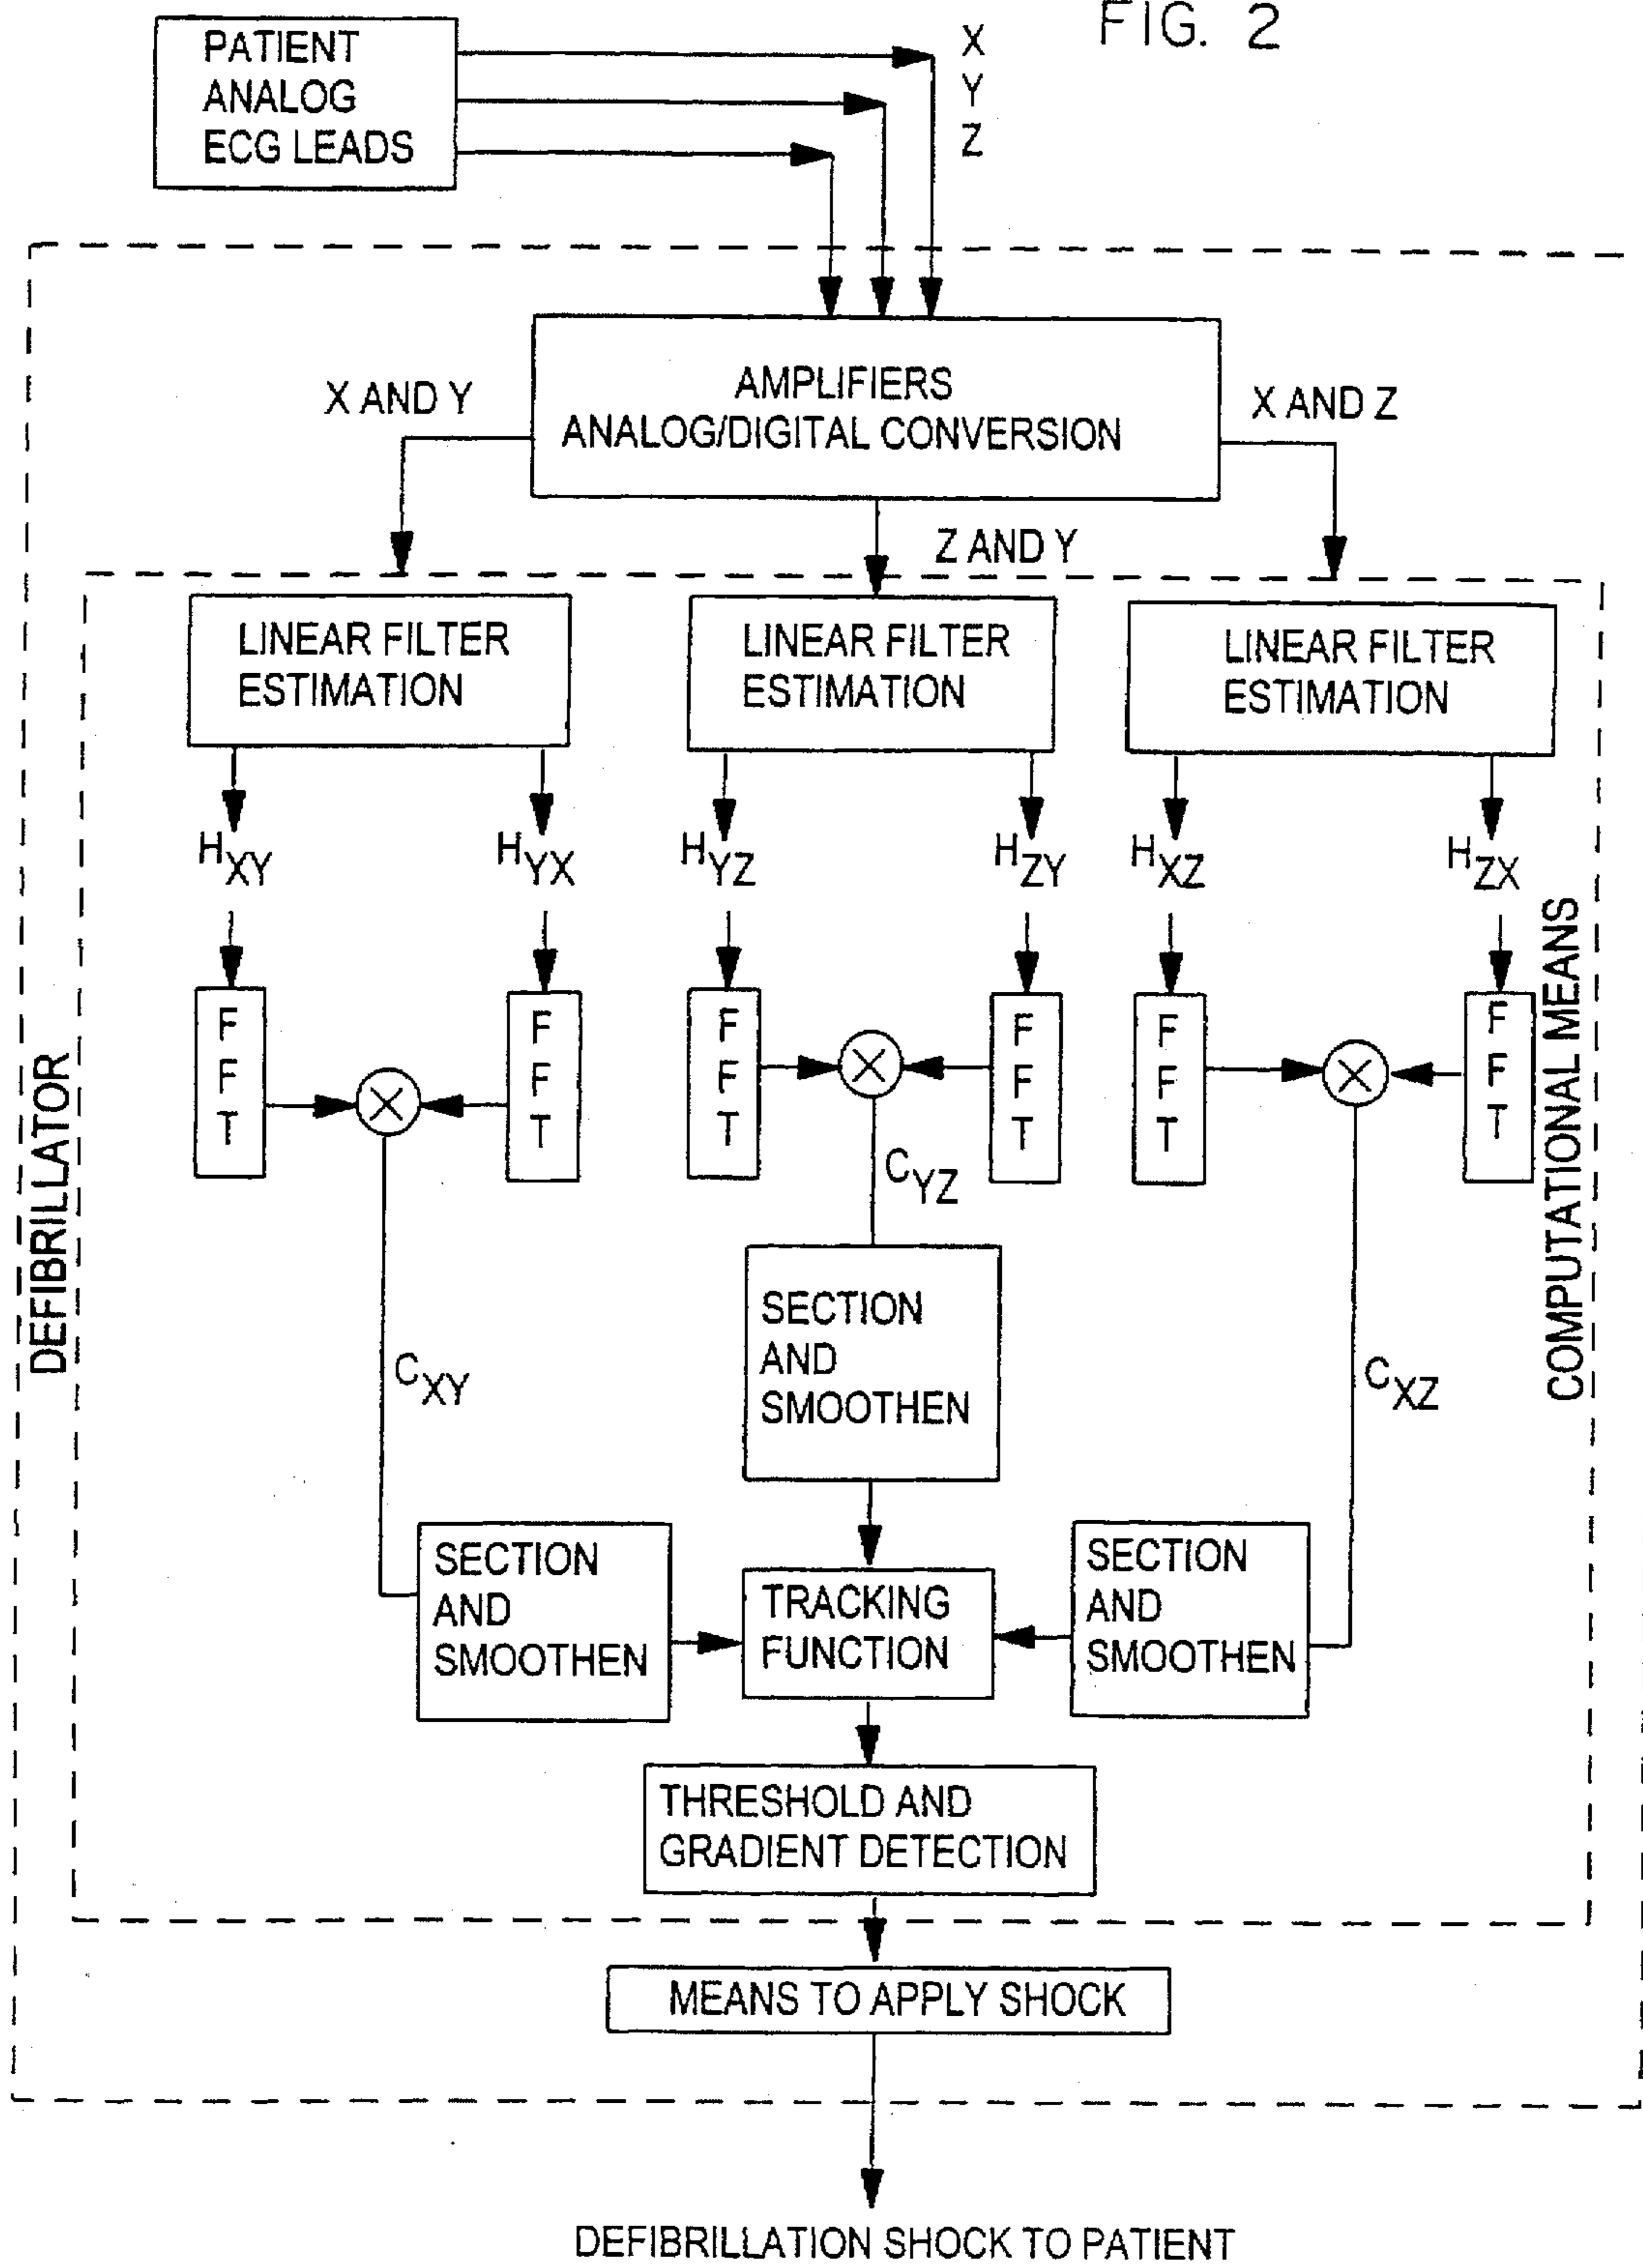 FIG. 2
PATIENT
ANALOG
ECG LEADS
X
Y
Z
AMPLIFIERS
ANALOG/DIGITAL CONVERSION
X AND Y
X AND Z
Z AND Y
LINEAR FILTER
ESTIMATION
LINEAR FILTER
ESTIMATION
LINEAR FILTER
ESTIMATION
HXY
HYX
HYZ
HZY
HXZ
HZX
FFT
FFT
FFT
FFT
FFT
FFT
DEFIBRILLATOR
COMPUTATIONAL MEANS
CYZ
CXY
CXZ
SECTION
AND
SMOOTHEN
SECTION
AND
SMOOTHEN
TRACKING
FUNCTION
SECTION
AND
SMOOTHEN
THRESHOLD AND
GRADIENT DETECTION
MEANS TO APPLY SHOCK
DEFIBRILLATION SHOCK TO PATIENT